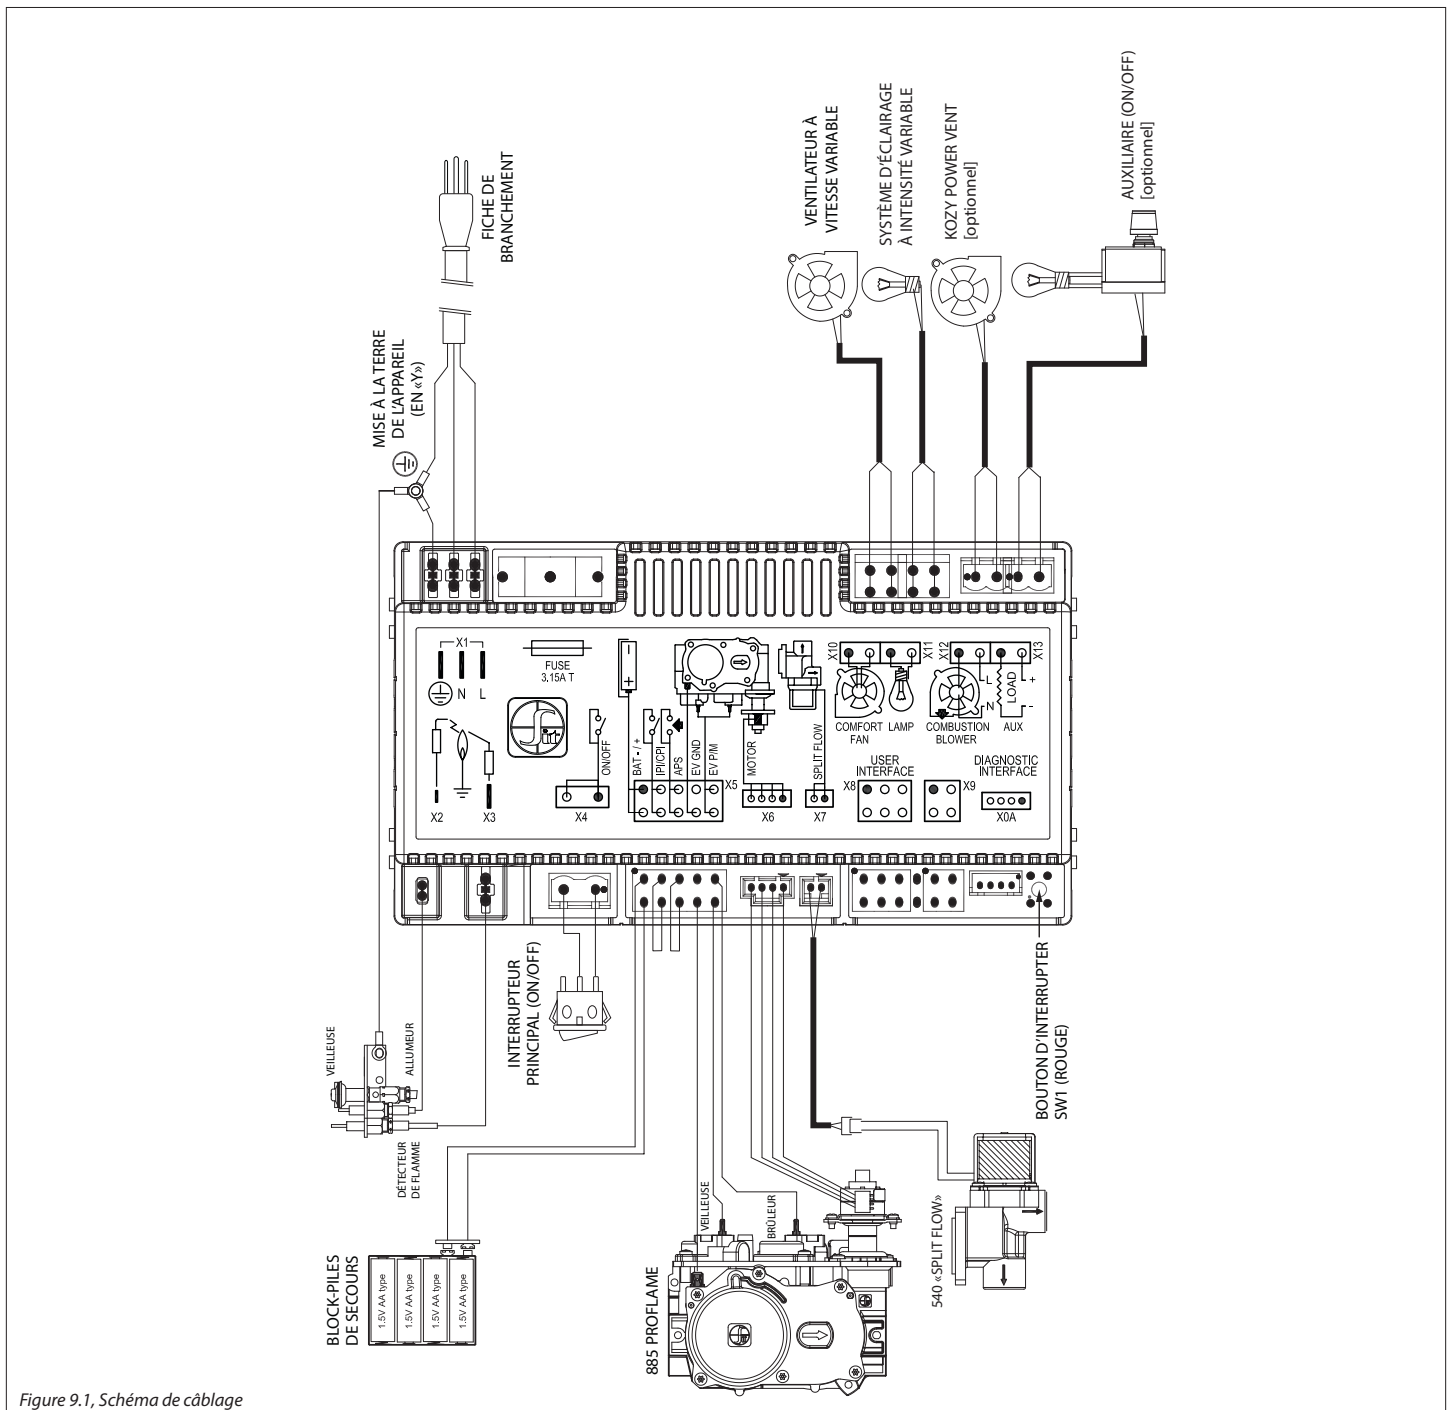 FICHE DE
BRANCHEMENT
MISE À LA TERRE
DE L'APPAREIL
(EN «Y»)
VENTILATEUR À
VITESSE VARIABLE
SYSTÈME D'ÉCLAIRAGE
À INTENSITÉ VARIABLE
KOZY POWER VENT
[optionnel]
AUXILIAIRE (ON/OFF)
[optionnel]
X1
N
L
FUSE
3,15A T
Sit
ON/OFF
BAT - / +
IPI/CPI
APS
EV GND
EV P/M
MOTOR
SPLIT FLOW
X10
X11
X12
X13
L
N
LOAD
+
-
COMFORT
FAN
LAMP
COMBUSTION
BLOWER
AUX
USER
INTERFACE
DIAGNOSTIC
INTERFACE
X2
X3
X4
X5
X6
X7
X8
X9
X0A
VEILLEUSE
ALLUMEUR
DÉTECTEUR
DE FLAMME
INTERRUPTEUR
PRINCIPAL (ON/OFF)
BOUTON D'INTERRUPTER
SW1 (ROUGE)
BLOCK-PILES
DE SECOURS
1.5V AA type
1.5V AA type
1.5V AA type
1.5V AA type
VEILLEUSE
BRÛLEUR
885 PROFLAME
540 «SPLIT FLOW»
Figure 9.1, Schéma de câblage